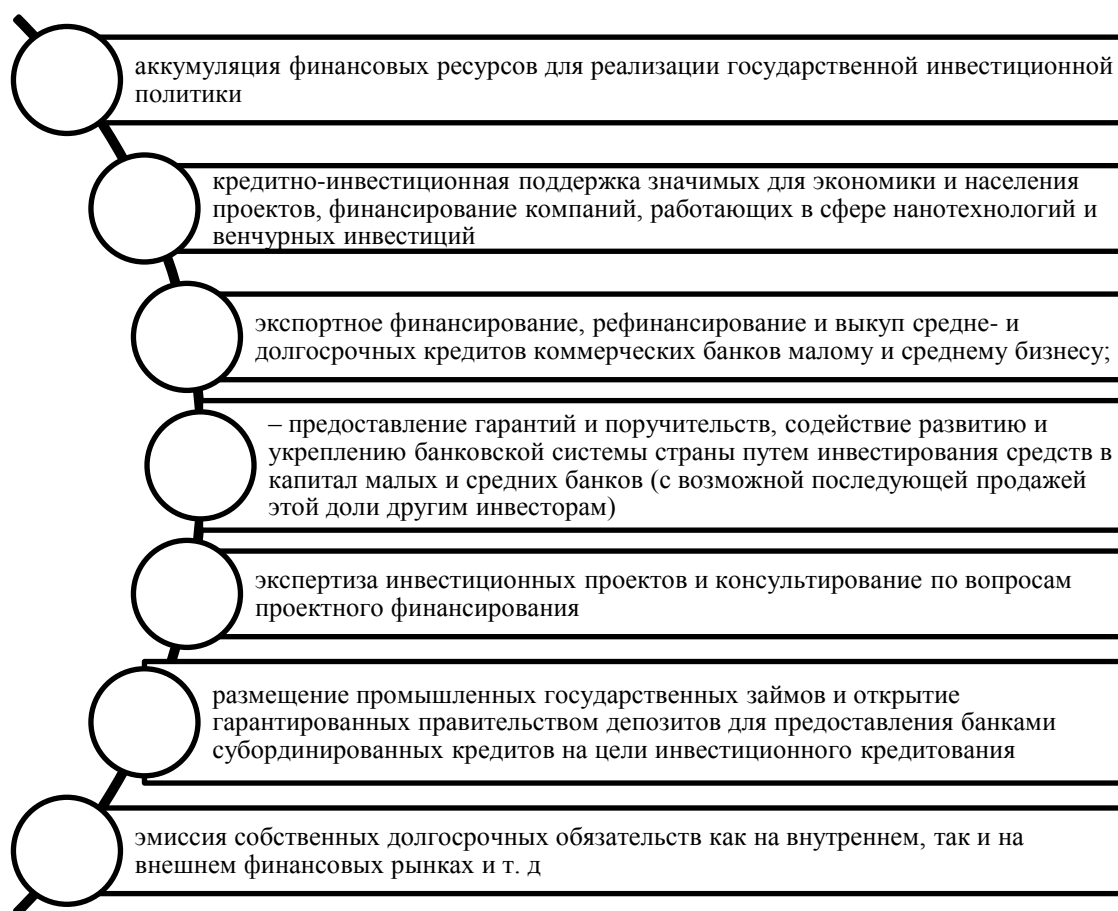 аккумуляция финансовых ресурсов для реализации государственной инвестиционной
политики
кредитно-инвестиционная поддержка значимых для экономики и населения
проектов, финансирование компаний, работающих в сфере нанотехнологий и
венчурных инвестиций
экспортное финансирование, рефинансирование и выкуп средне- и
долгосрочных кредитов коммерческих банков малому и среднему бизнесу;
– предоставление гарантий и поручительств, содействие развитию и
укреплению банковской системы страны путем инвестирования средств в
капитал малых и средних банков (с возможной последующей продажей
этой доли другим инвесторам)
экспертиза инвестиционных проектов и консультирование по вопросам
проектного финансирования
размещение промышленных государственных займов и открытие
гарантированных правительством депозитов для предоставления банками
субординированных кредитов на цели инвестиционного кредитования
эмиссия собственных долгосрочных обязательств как на внутреннем, так и на
внешнем финансовых рынках и т. д